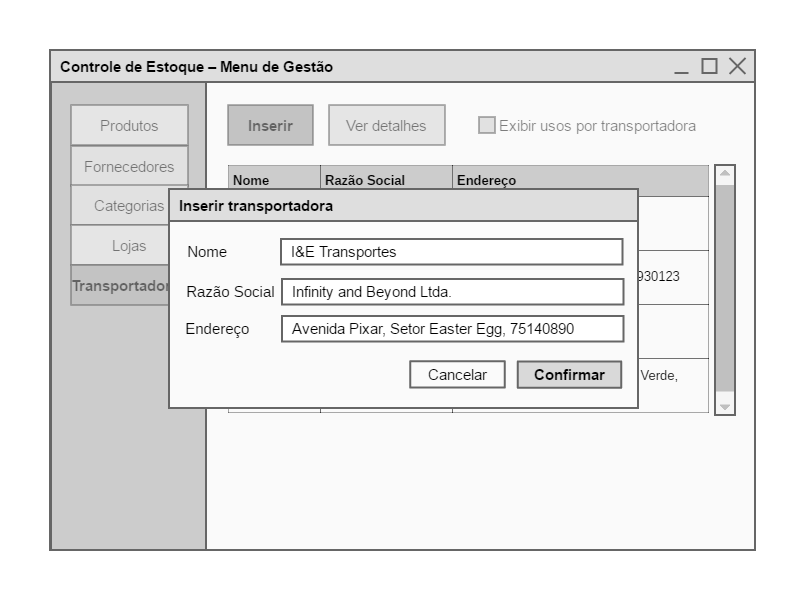 Controle de Estoque – Menu de Gestão
Produtos
Fornecedores
Categorias
Lojas
Inserir
Ver detalhes
Exibir usos por transportadora
Nome Razão Social Endereço
930123
Verde,
Inserir transportadora
Nome I&E Transportes
Razão Social Infinity and Beyond Ltda.
Endereço Avenida Pixar, Setor Easter Egg, 75140890
Cancelar Confirmar